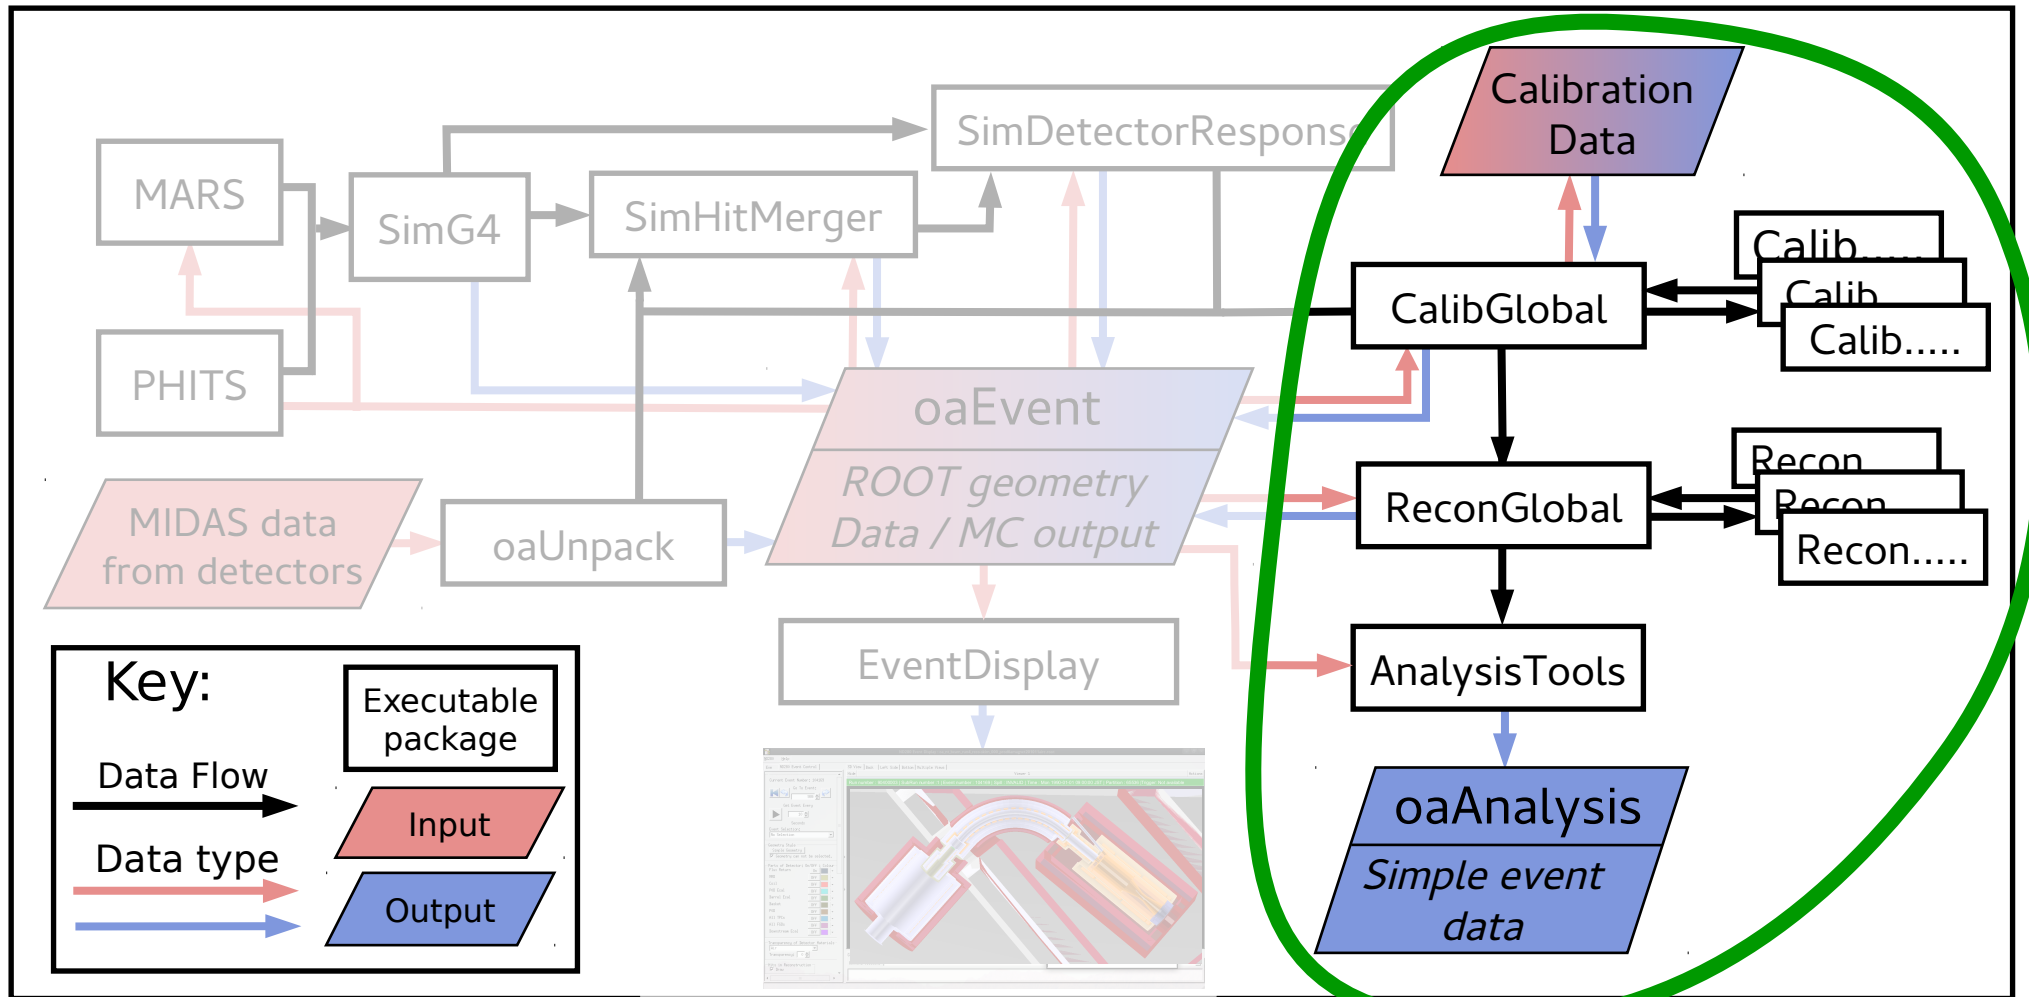 Calibration
Data
SimDetectorResponse
MARS
SimG4
SimHitMerger
Calib.....
Calib
Calib.....
CalibGlobal
PHITS
oaEvent
ROOT geometry
Data / MC output
Recon
Recon
Recon.....
ReconGlobal
MIDAS data
from detectors
oaUnpack
EventDisplay
AnalysisTools
Key:
Executable
package
Data Flow
Input
Data type
Output
oaAnalysis
Simple event
data